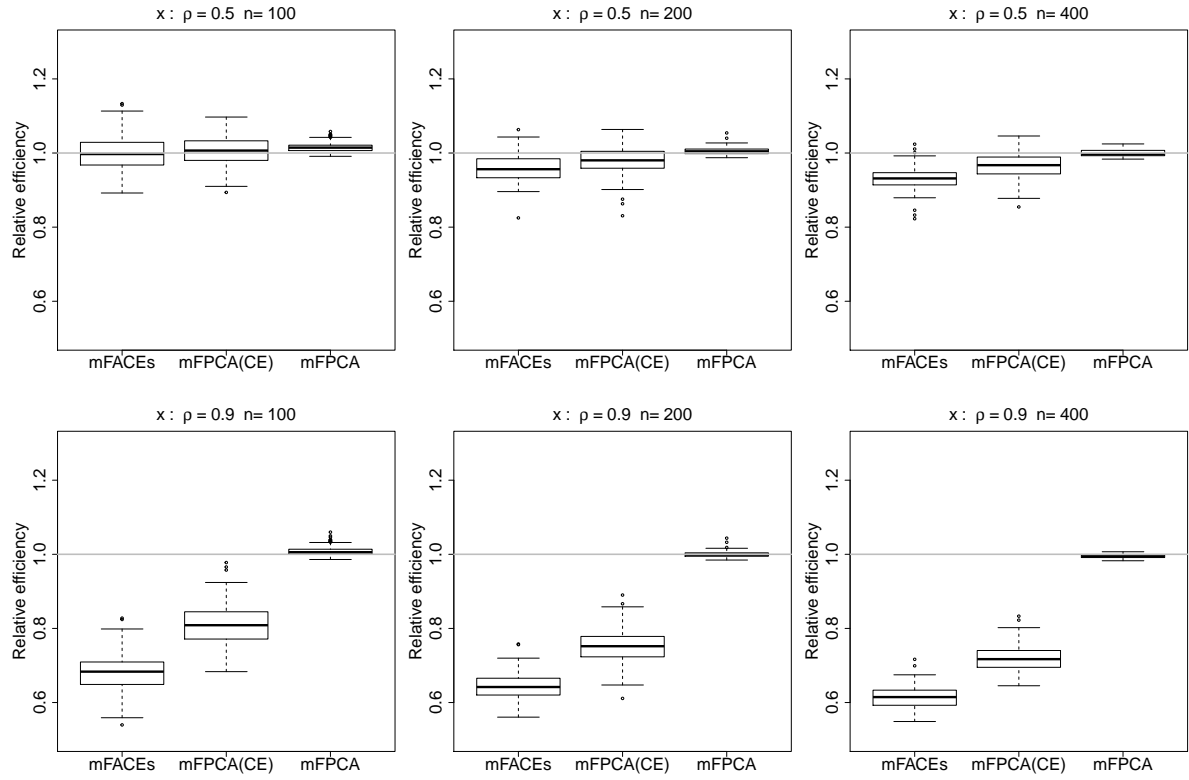 x : ρ = 0.5 n= 100
Relative efficiency
1.2
1.0
0.8
0.6
mFACEs mFPCA(CE) mFPCA
x : ρ = 0.5 n= 200
Relative efficiency
1.2
1.0
0.8
0.6
mFACEs mFPCA(CE) mFPCA
x : ρ = 0.5 n= 400
Relative efficiency
1.2
1.0
0.8
0.6
mFACEs mFPCA(CE) mFPCA
x : ρ = 0.9 n= 100
Relative efficiency
1.2
1.0
0.8
0.6
mFACEs mFPCA(CE) mFPCA
x : ρ = 0.9 n= 200
Relative efficiency
1.2
1.0
0.8
0.6
mFACEs mFPCA(CE) mFPCA
x : ρ = 0.9 n= 400
Relative efficiency
1.2
1.0
0.8
0.6
mFACEs mFPCA(CE) mFPCA